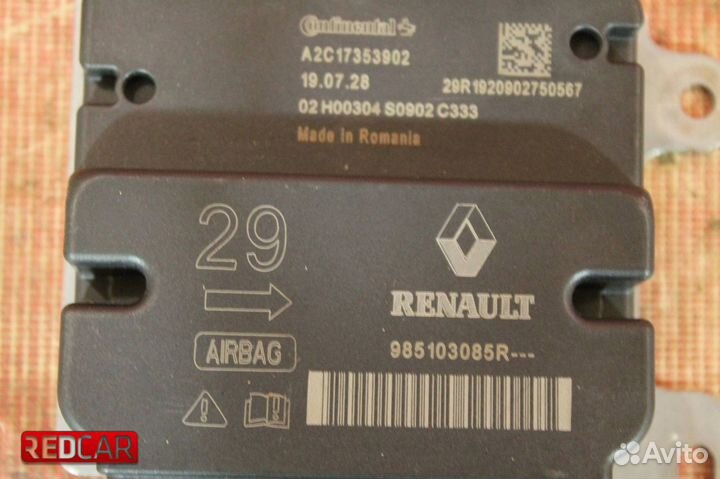 Continental
A2C17353902
19.07.28
29R1920902750567
02 H00304 S0902 C333
Made in Romania
29
RENAULT
AIRBAG
985103085R---
REDCAR
Avito